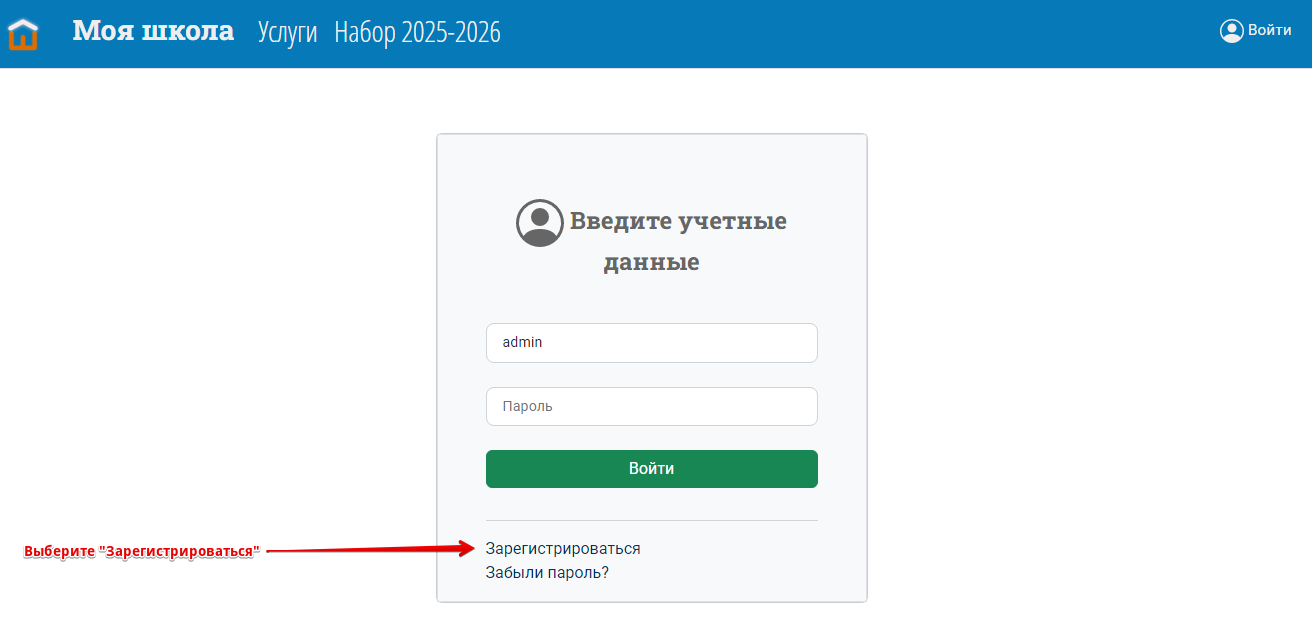 Моя школа Услуги Набор 2025-2026 Войти
Введите учетные
данные
admin
Пароль
Войти
Выберите "Зарегистрироваться"
Зарегистрироваться
Забыли пароль?